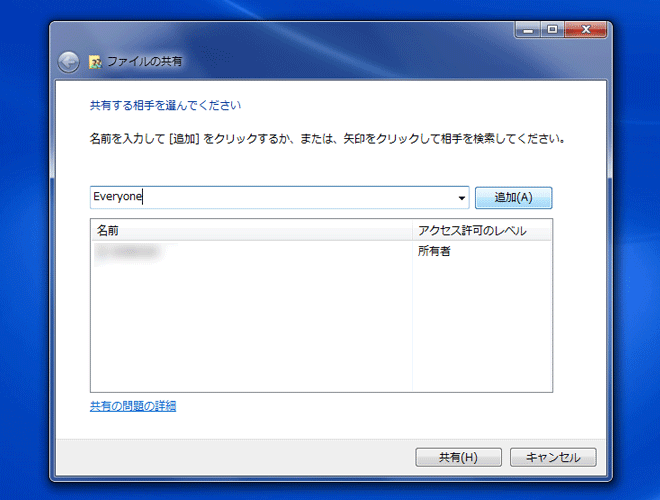 ファイルの共有
共有する相手を選んでください
名前を入力して [追加] をクリックするか、または、矢印をクリックして相手を検索してください。
Everyone
追加(A)
名前 アクセス許可のレベル
所有者
共有の問題の詳細
共有(H) キャンセル